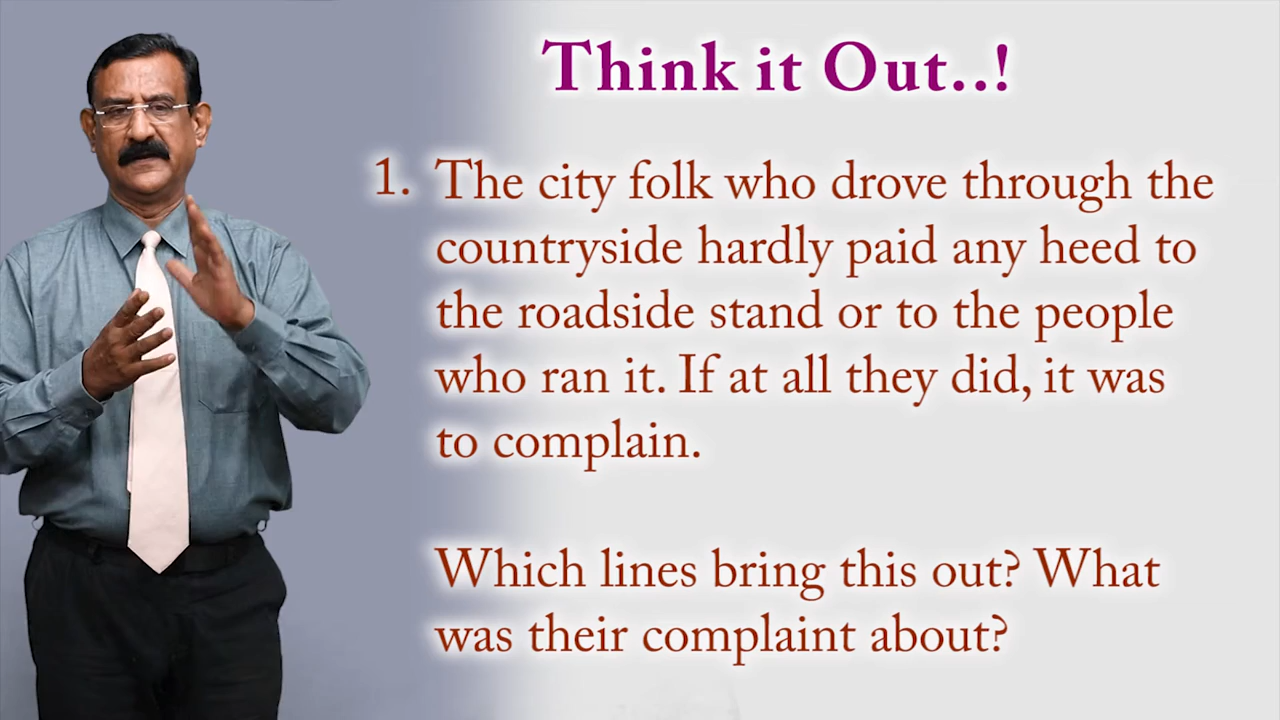 Think it Out..!
1. The city folk who drove through the
countryside hardly paid any heed to
the roadside stand or to the people
who ran it. If at all they did, it was
to complain.
Which lines bring this out? What
was their complaint about?